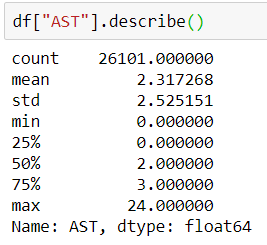 df["AST"].describe()
count 26101.000000
mean 2.317268
std 2.525151
min 0.000000
25% 0.000000
50% 2.000000
75% 3.000000
max 24.000000
Name: AST, dtype: float64